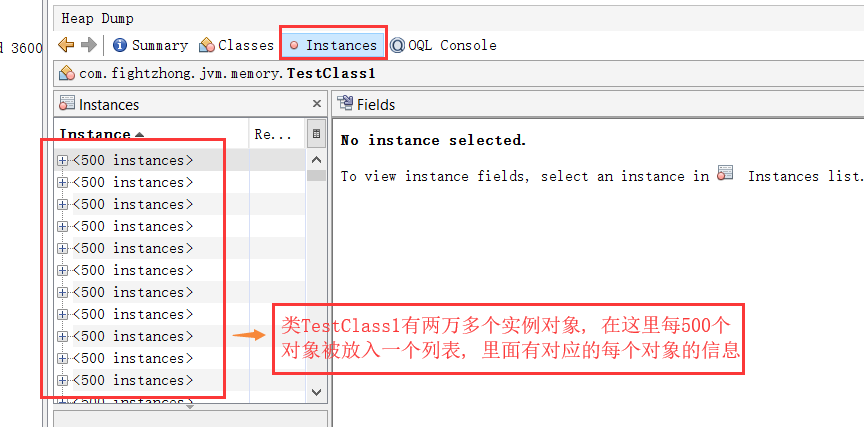 Heap Dump
d 3600
Summary Classes Instances OQL Console
com.fightzhong.jvm.memory.TestClass1
Instances × Fields
Instance Re...
No instance selected.
<500 instances>
To view instance fields, select an instance in Instances list.
<500 instances>
<500 instances>
<500 instances>
<500 instances>
<500 instances>
<500 instances>
<500 instances>
<500 instances>
<500 instances>
<500 instances>
<500 instances>
类TestClass1有两万多个实例对象, 在这里每500个
对象被放入一个列表, 里面有对应的每个对象的信息